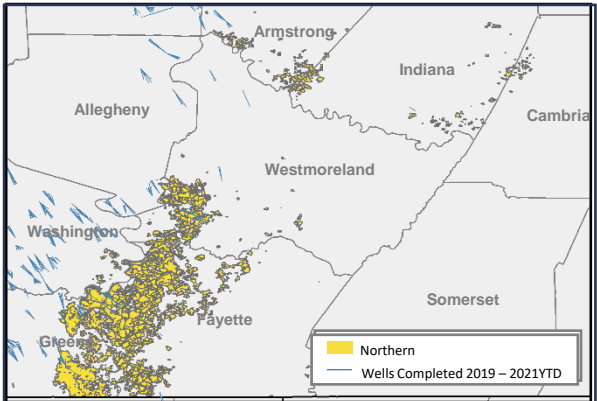 Armstrong
Indiana
Allegheny
Cambria
Westmoreland
Washington
Somerset
Fayette
Greene
Northern
Wells Completed 2019 – 2021YTD